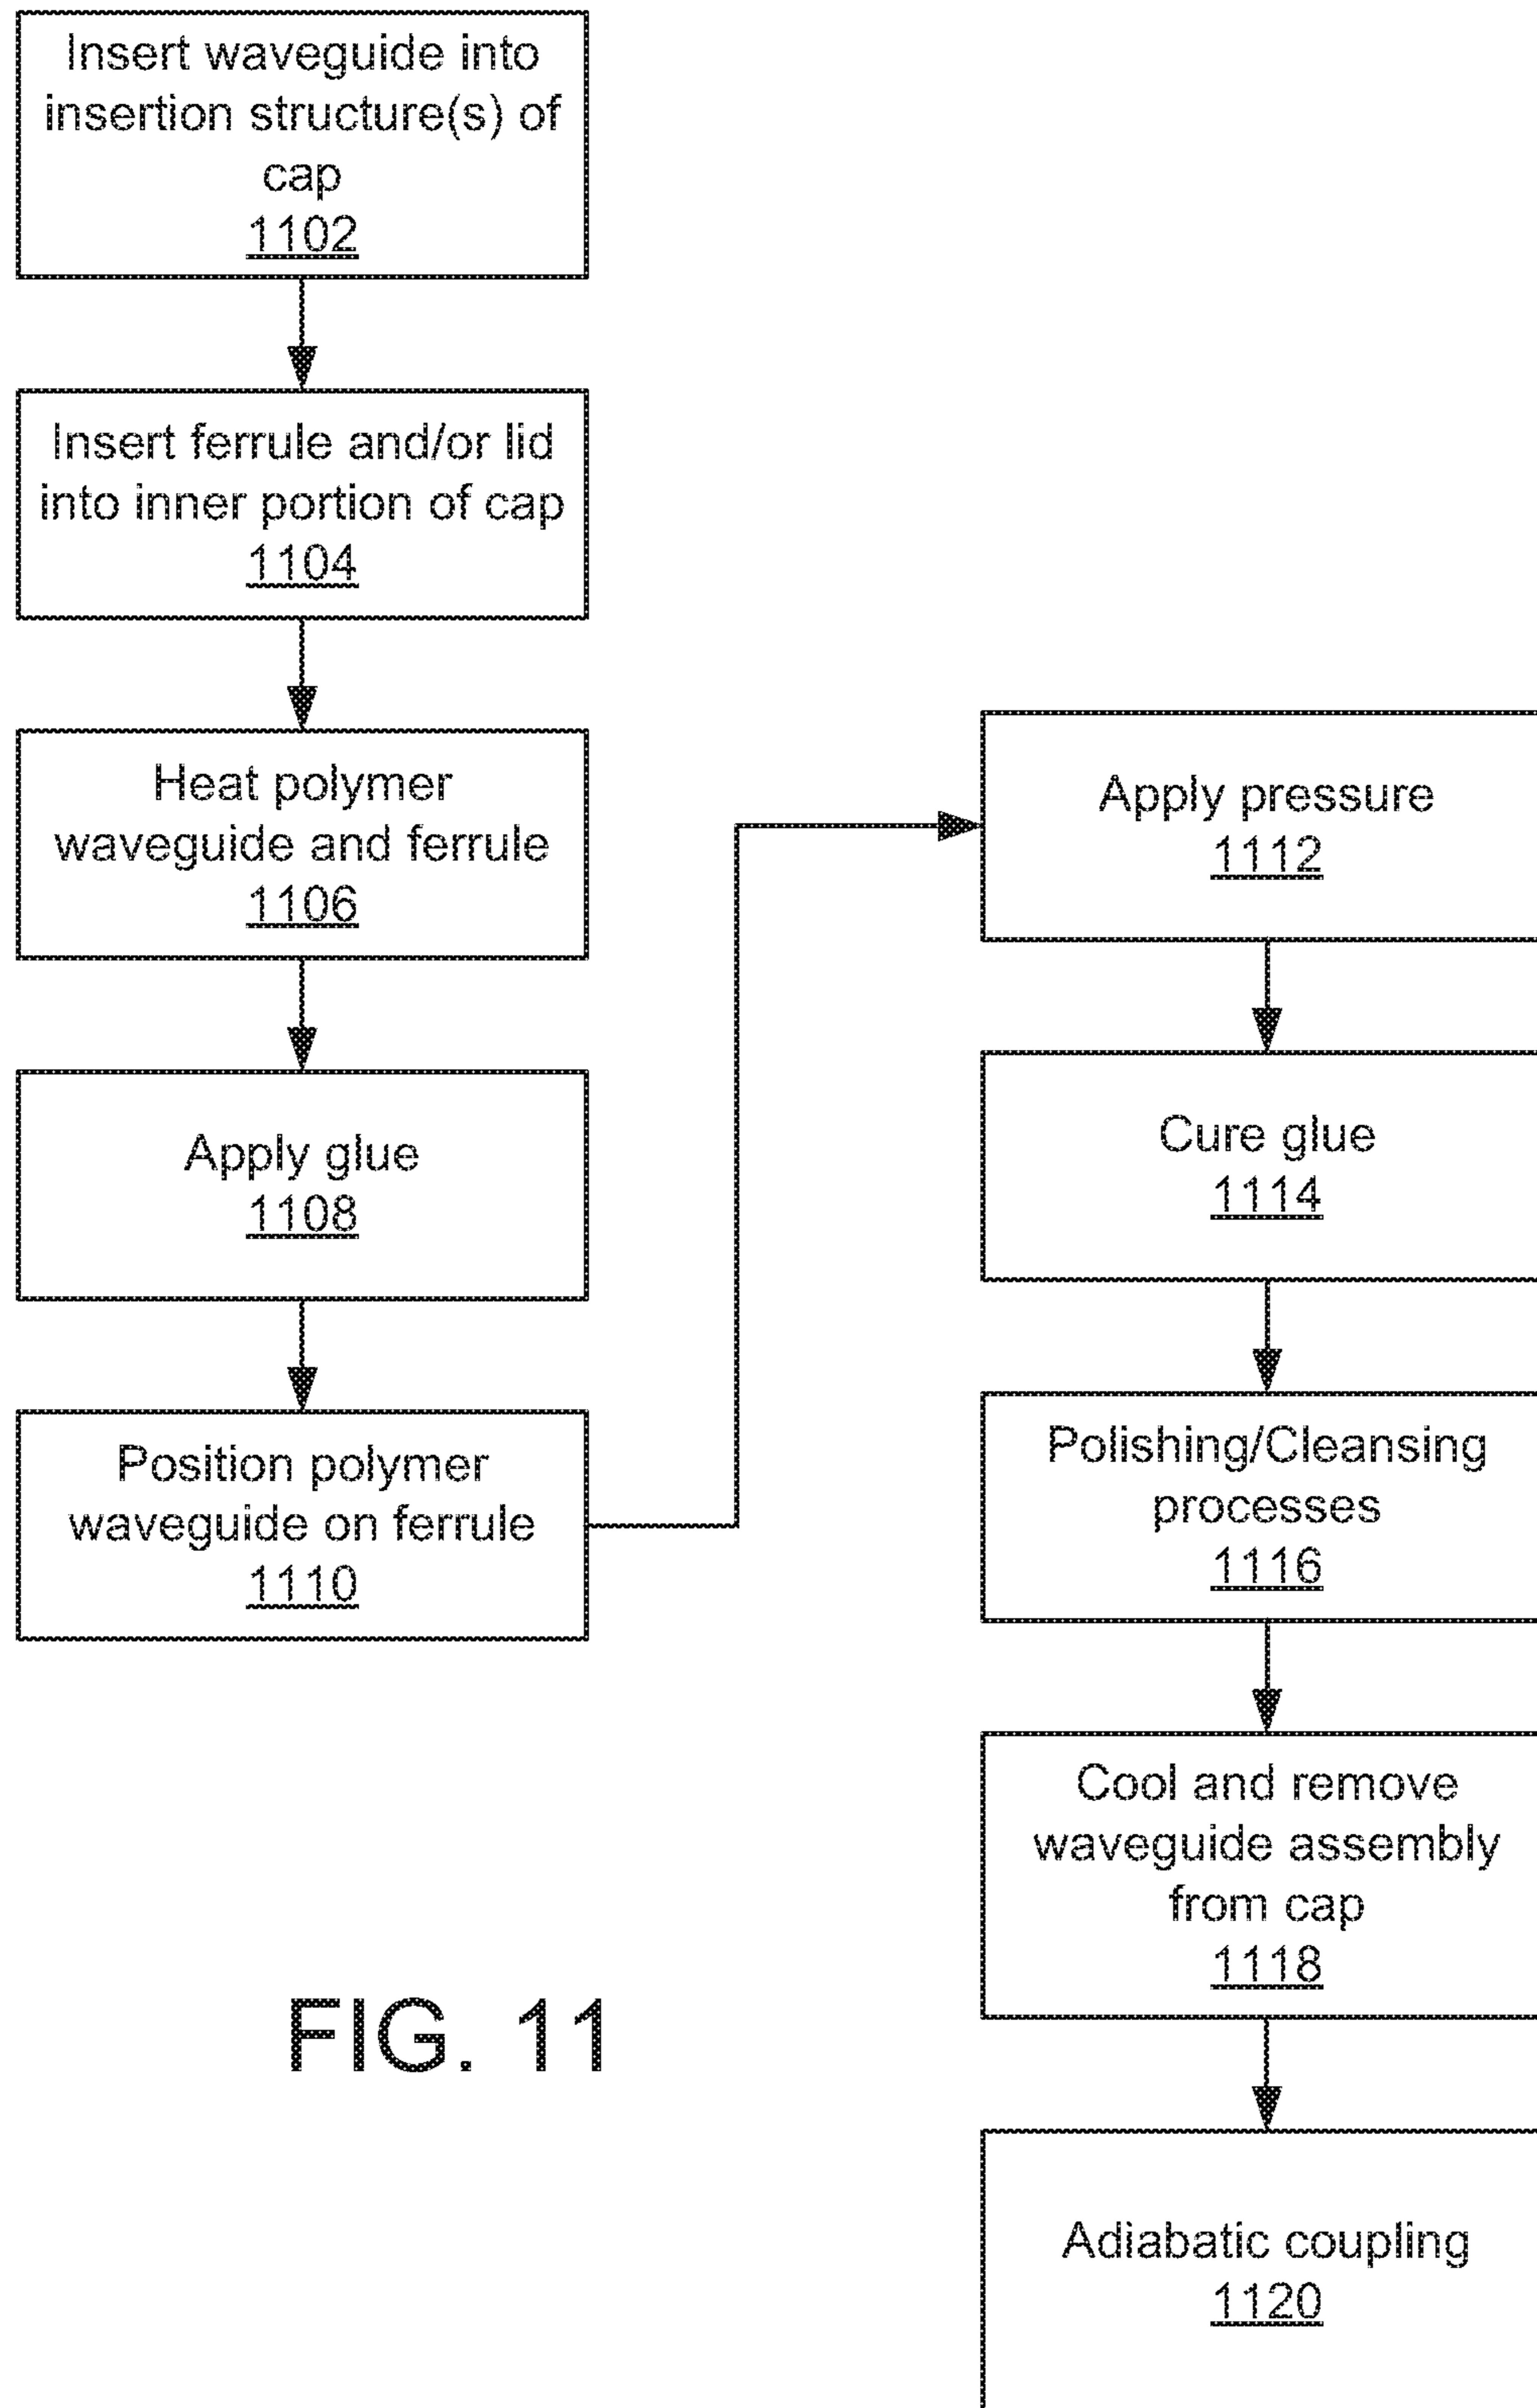 Insert waveguide into
insertion structure(s) of
cap
1102
Insert ferrule and/or lid
into inner portion of cap
1104
Heat polymer
waveguide and ferrule
1106
Apply glue
1108
Position polymer
waveguide on ferrule
1110
Apply pressure
1112
Cure glue
1114
Polishing/Cleansing
processes
1116
Cool and remove
waveguide assembly
from cap
1118
Adiabatic coupling
1120
FIG. 11